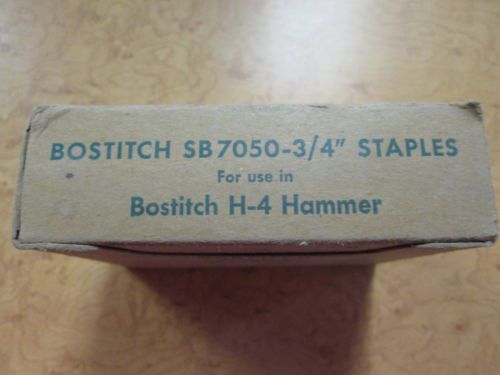 BOSTITCH SB7050-3/4" STAPLES
For use in
Bostitch H-4 Hammer